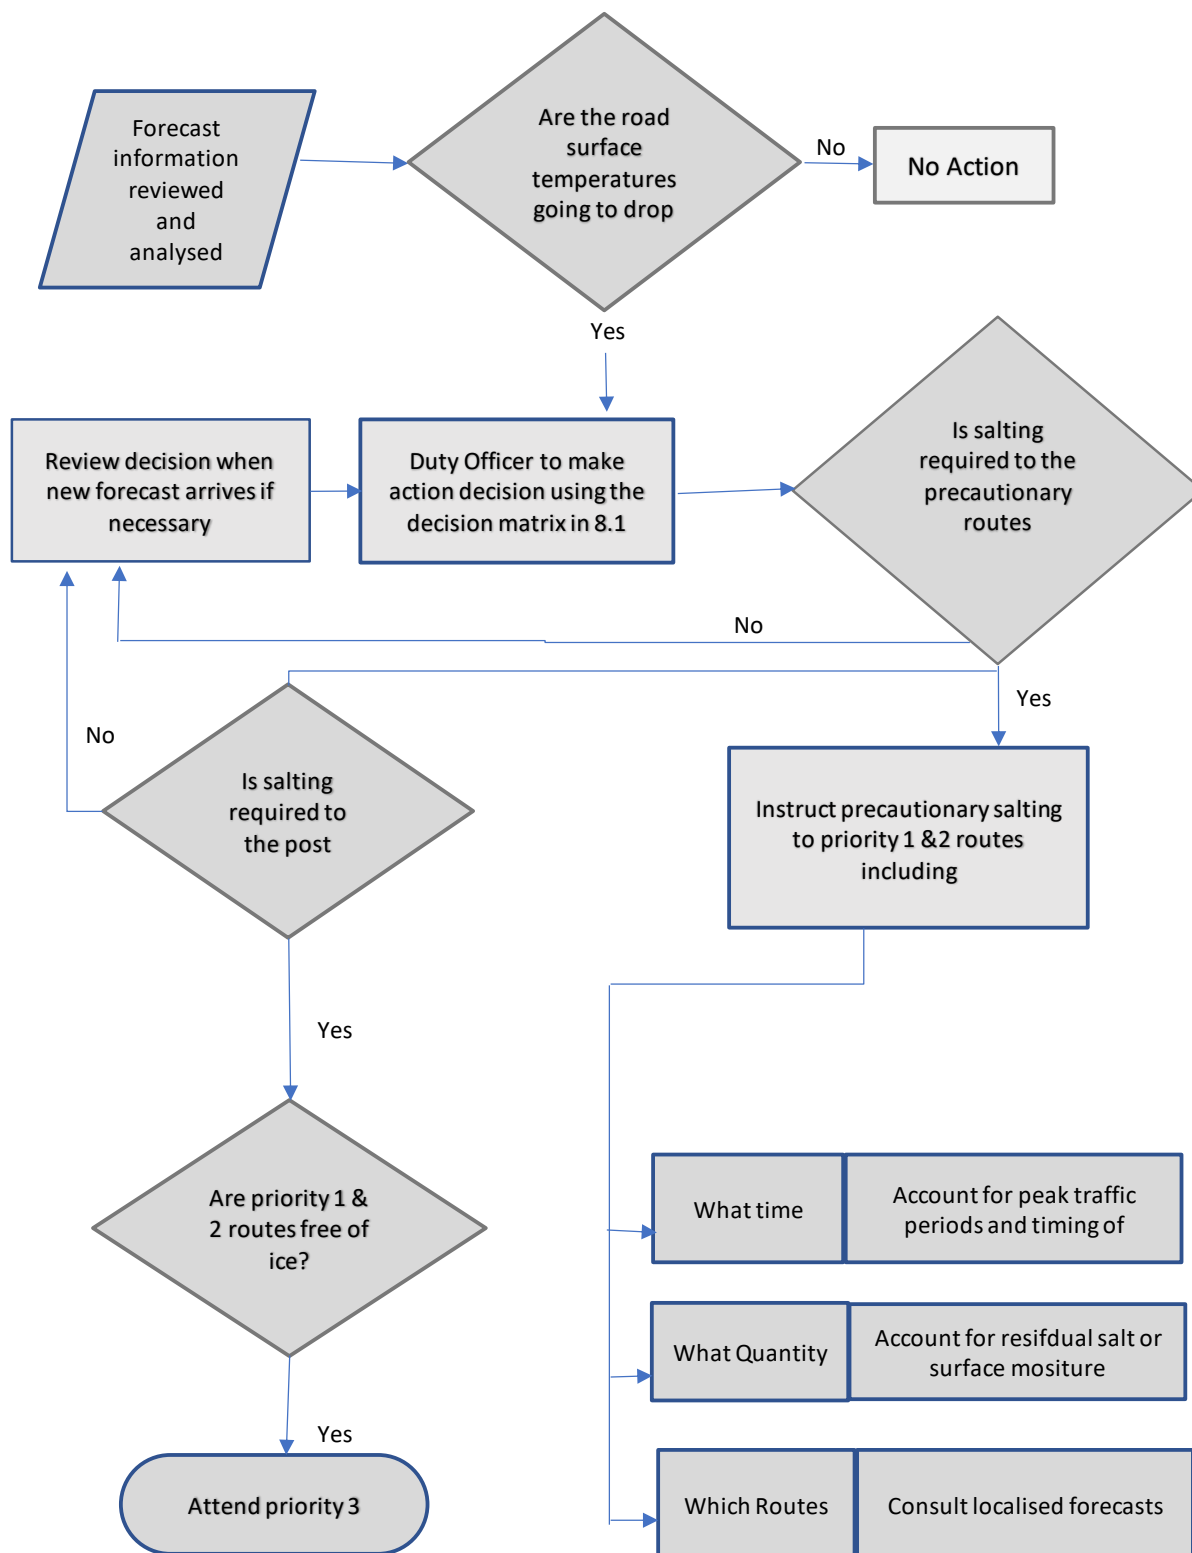 Forecast
information
reviewed
and
analysed
Are the road
surface
temperatures
going to drop
No
No Action
Yes
Review decision when
new forecast arrives if
necessary
Duty Officer to make
action decision using the
decision matrix in 8.1
Is salting
required to the
precautionary
routes
No
Yes
No
Is salting
required to
the post
Instruct precautionary salting
to priority 1 &2 routes
including
Yes
Are priority 1 &
2 routes free of
ice?
What time
Account for peak traffic
periods and timing of
What Quantity
Account for resifdual salt or
surface mositure
Yes
Attend priority 3
Which Routes
Consult localised forecasts